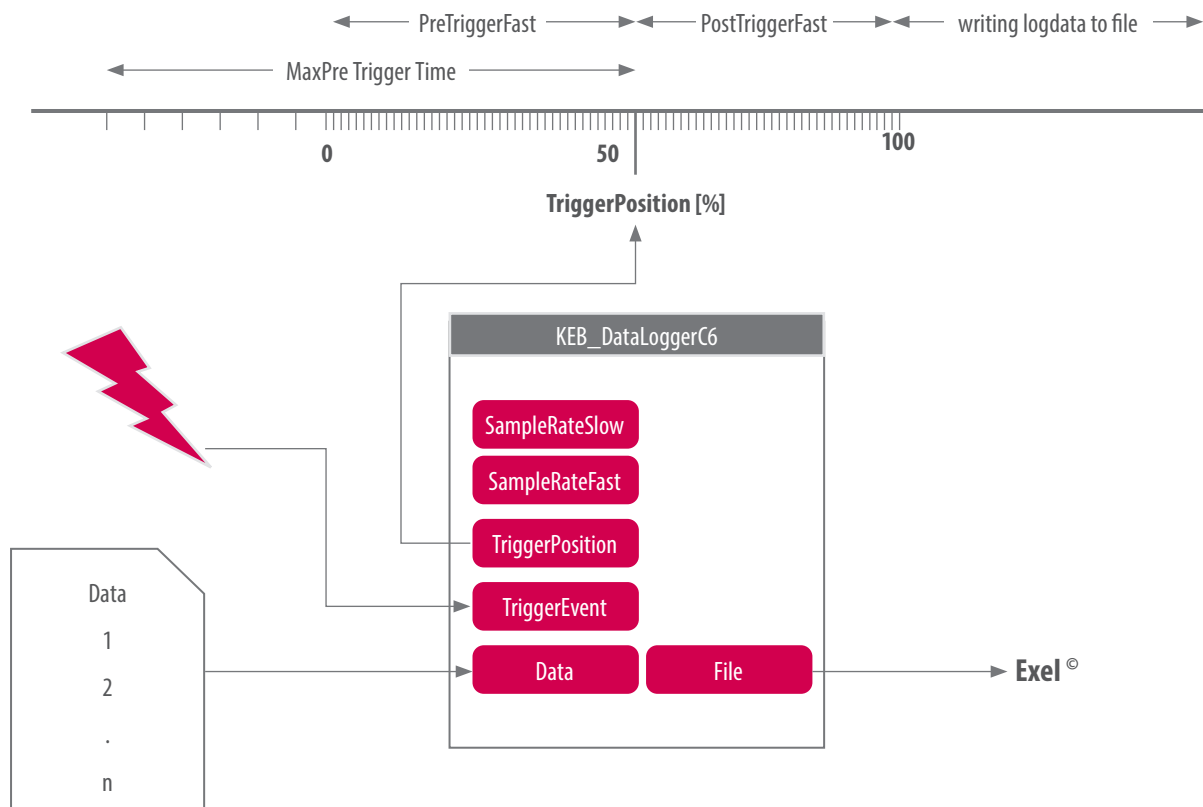 PreTriggerFast
PostTriggerFast
writing logdata to file
MaxPre Trigger Time
0
50
100
TriggerPosition [%]
KEB_DataLoggerC6
SampleRateSlow
SampleRateFast
TriggerPosition
TriggerEvent
Data
File
Exel ©
Data
1
2
.
n